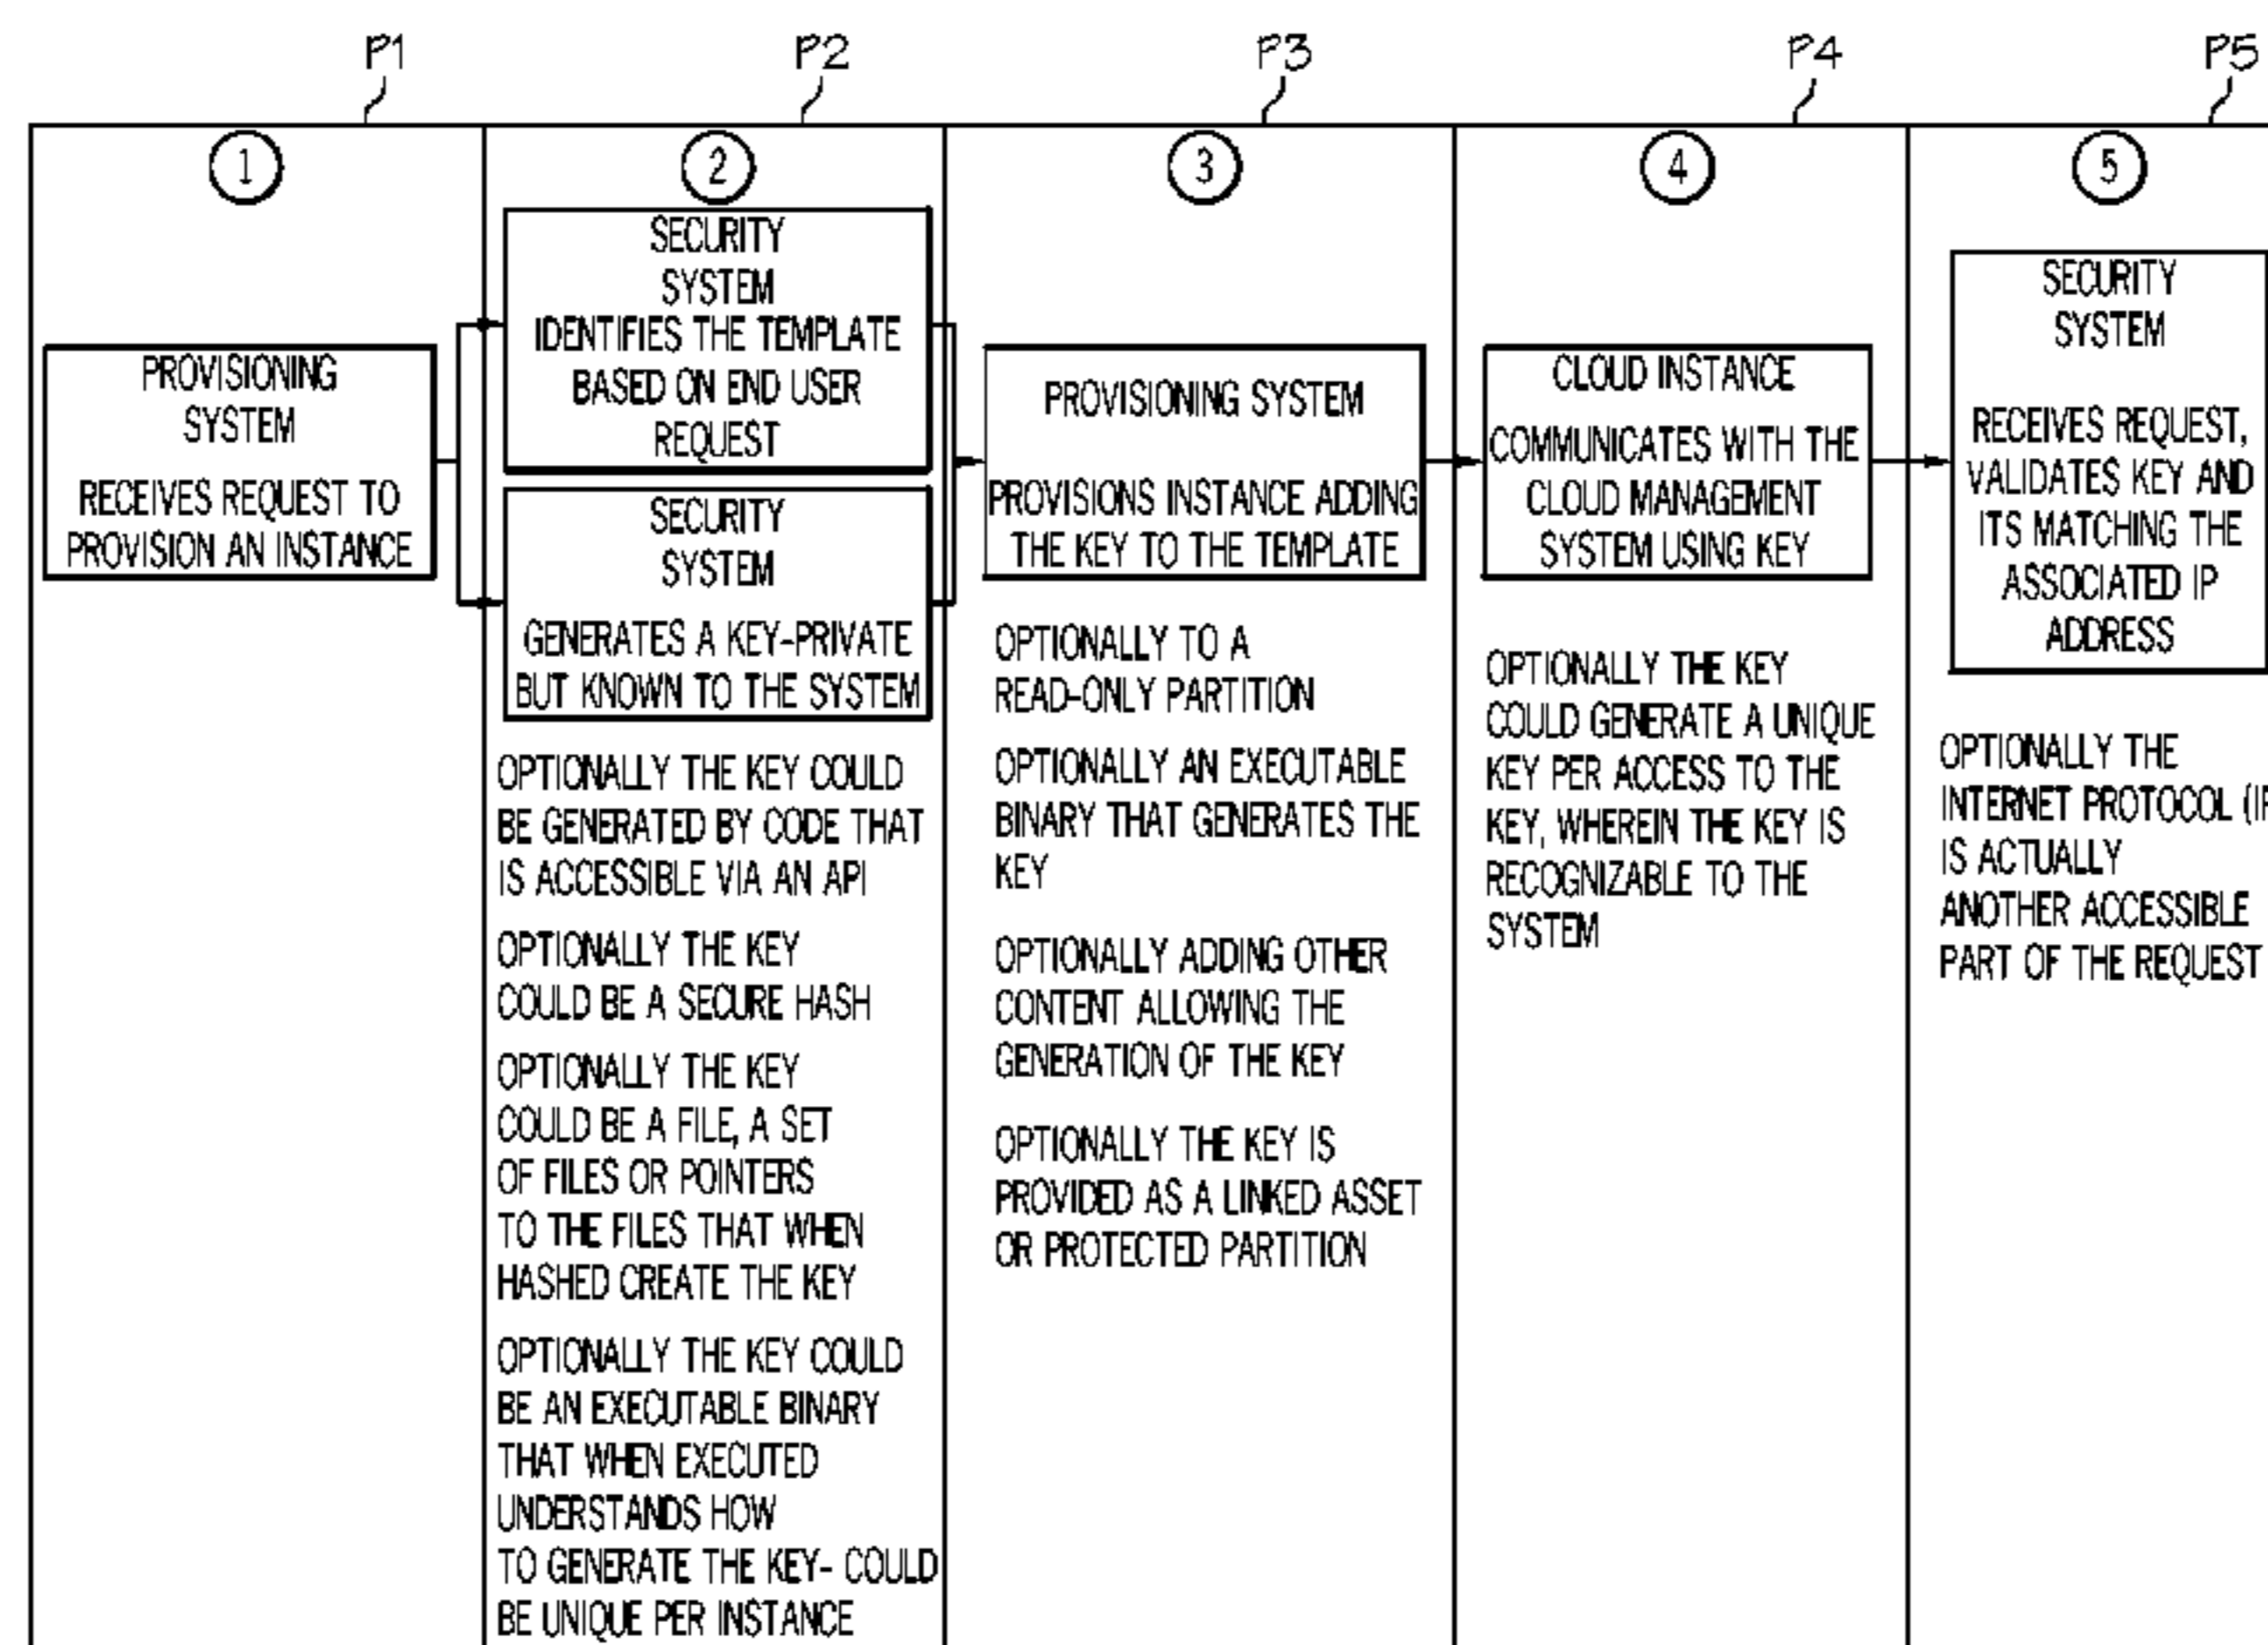 P1
P2
P3
P4
P5
1
2
3
4
5
PROVISIONING
SYSTEM
RECEIVES REQUEST TO
PROVISION AN INSTANCE
SECURITY
SYSTEM
IDENTIFIES THE TEMPLATE
BASED ON END USER
REQUEST
SECURITY
SYSTEM
GENERATES A KEY-PRIVATE
BUT KNOWN TO THE SYSTEM
OPTIONALLY THE KEY COULD
BE GENERATED BY CODE THAT
IS ACCESSIBLE VIA AN API
OPTIONALLY THE KEY
COULD BE A SECURE HASH
OPTIONALLY THE KEY
COULD BE A FILE, A SET
OF FILES OR POINTERS
TO THE FILES THAT WHEN
HASHED CREATE THE KEY
OPTIONALLY THE KEY COULD
BE AN EXECUTABLE BINARY
THAT WHEN EXECUTED
UNDERSTANDS HOW
TO GENERATE THE KEY- COULD
BE UNIQUE PER INSTANCE
PROVISIONING SYSTEM
PROVISIONS INSTANCE ADDING
THE KEY TO THE TEMPLATE
OPTIONALLY TO A
READ-ONLY PARTITION
OPTIONALLY AN EXECUTABLE
BINARY THAT GENERATES THE
KEY
OPTIONALLY ADDING OTHER
CONTENT ALLOWING THE
GENERATION OF THE KEY
OPTIONALLY THE KEY IS
PROVIDED AS A LINKED ASSET
OR PROTECTED PARTITION
CLOUD INSTANCE
COMMUNICATES WITH THE
CLOUD MANAGEMENT
SYSTEM USING KEY
OPTIONALLY THE KEY
COULD GENERATE A UNIQUE
KEY PER ACCESS TO THE
KEY, WHEREIN THE KEY IS
RECOGNIZABLE TO THE
SYSTEM
SECURITY
SYSTEM
RECEIVES REQUEST,
VALIDATES KEY AND
ITS MATCHING THE
ASSOCIATED IP
ADDRESS
OPTIONALLY THE
INTERNET PROTOCOL
IS ACTUALLY
ANOTHER ACCESSIBLE
PART OF THE REQUEST